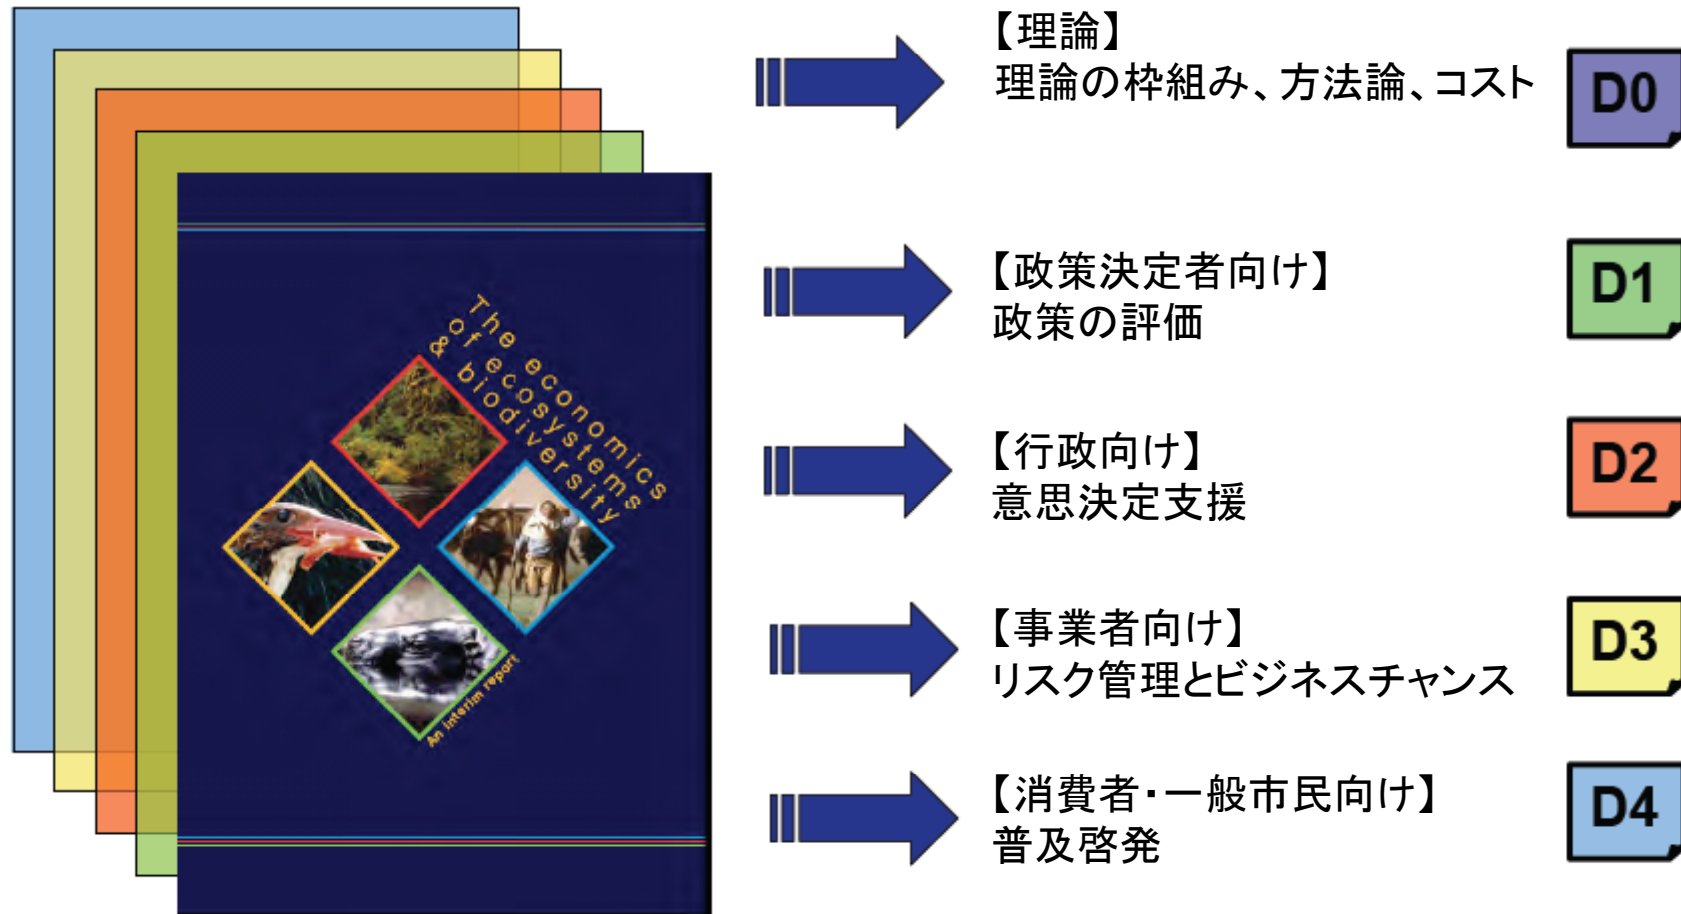 The economics
of ecosystems
& biodiversity
An interim report
【理論】
理論の枠組み、方法論、コスト
D0
【政策決定者向け】
政策の評価
D1
【行政向け】
意思決定支援
D2
【事業者向け】
リスク管理とビジネスチャンス
D3
【消費者・一般市民向け】
普及啓発
D4